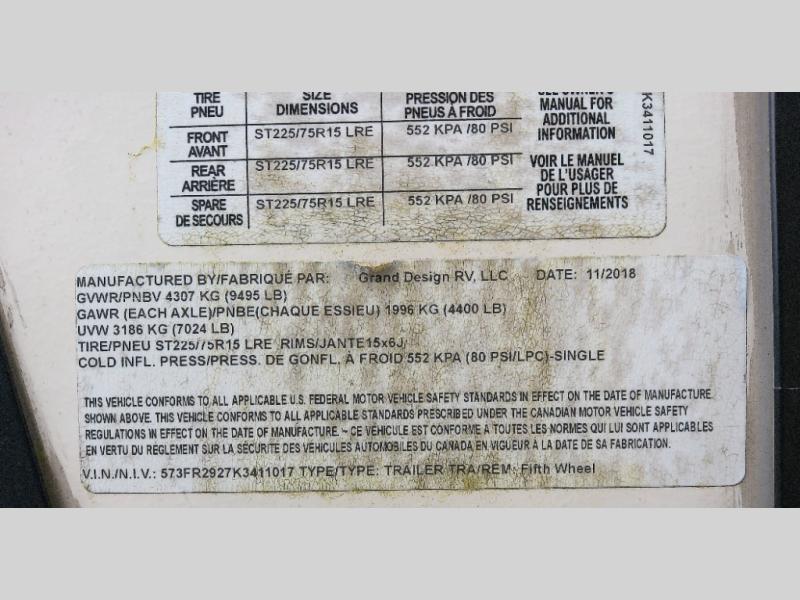 TIRE SIZE PRESSION DES SEE OWNER'S
PNEU DIMENSIONS PNEUS À FROID MANUAL FOR
ADDITIONAL
INFORMATION
FRONT ST225/75R15 LRE 552 KPA /80 PSI
AVANT
REAR ST225/75R15 LRE 552 KPA /80 PSI
ARRIÈRE
SPARE ST225/75R15 LRE 552 KPA /80 PSI
DE SECOURS
VOIR LE MANUEL
DE L'USAGER
POUR PLUS DE
RENSEIGNEMENTS
K3411017
MANUFACTURED BY/FABRIQUÉ PAR: Grand Design RV, LLC DATE: 11/2018
GVWR/PNBV 4307 KG (9495 LB)
GAWR (EACH AXLE)/PNBE(CHAQUE ESSIEU) 1996 KG (4400 LB)
UVW 3186 KG (7024 LB)
TIRE/PNEU ST225/75R15 LRE RIMS/JANTE15x6J
COLD INFL. PRESS/PRESS. DE GONFL. À FROID 552 KPA (80 PSI/LPC)-SINGLE
THIS VEHICLE CONFORMS TO ALL APPLICABLE U.S. FEDERAL MOTOR VEHICLE SAFETY STANDARDS IN EFFECT ON THE DATE OF MANUFACTURE
SHOWN ABOVE. THIS VEHICLE CONFORMS TO ALL APPLICABLE STANDARDS PRESCRIBED UNDER THE CANADIAN MOTOR VEHICLE SAFETY
REGULATIONS IN EFFECT ON THE DATE OF MANUFACTURE. – CE VEHICULE EST CONFORME À TOUTES LES NORMES QUI LUI SONT APPLICABLES
EN VERTU DU RÈGLEMENT SUR LA SÉCURITÉ DES VÉHICULES AUTOMOBILES DU CANADA EN VIGUEUR À LA DATE DE SA FABRICATION.
V.I.N./N.I.V.: 573FR2927K3411017 TYPE/TYPE: TRAILER TRA/REM: Fifth Wheel